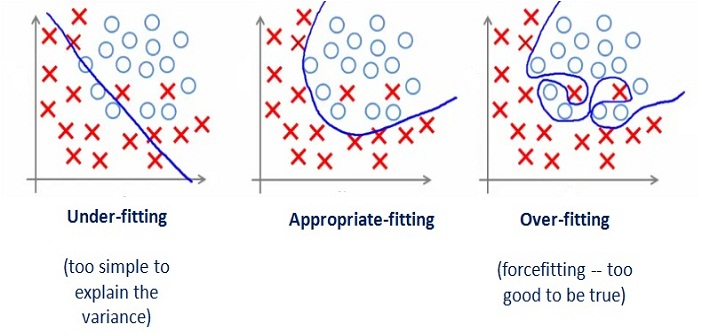 Under-fitting
Appropriate-fitting
Over-fitting
(too simple to
explain the
variance)
(forcefitting -- too
good to be true)